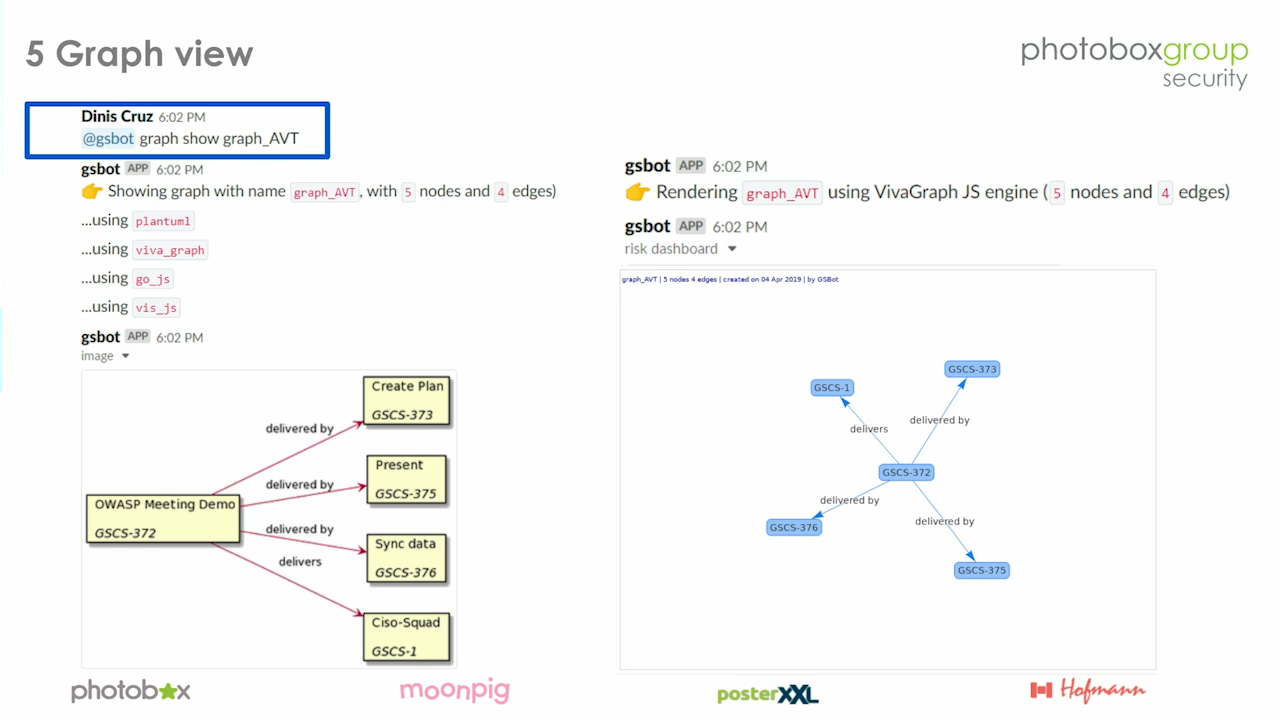 5 Graph view
photoboxgroup
security
Dinis Cruz 6:02 PM
@gsbot graph show graph_AVT
gsbot APP 6:02 PM
👉 Showing graph with name graph_AVT, with 5 nodes and 4 edges)
...using plantuml
...using viva_graph
...using go_js
...using vis_js
gsbot APP 6:02 PM
image
Create Plan
GSCS-373
delivered by
Present
GSCS-375
delivered by
OWASP Meeting Demo
GSCS-372
delivered by
Sync data
GSCS-376
delivers
Ciso-Squad
GSCS-1
gsbot APP 6:02 PM
👉 Rendering graph_AVT using VivaGraph JS engine ( 5 nodes and 4 edges)
gsbot APP 6:02 PM
risk dashboard
graph_AVT | 5 nodes 4 edges | created on 04 Apr 2019 | by GSBot
GSCS-373
GSCS-1
delivered by
delivers
GSCS-372
delivered by
delivered by
GSCS-376
GSCS-375
photobox
moonpig
posterXXL
Hofmann